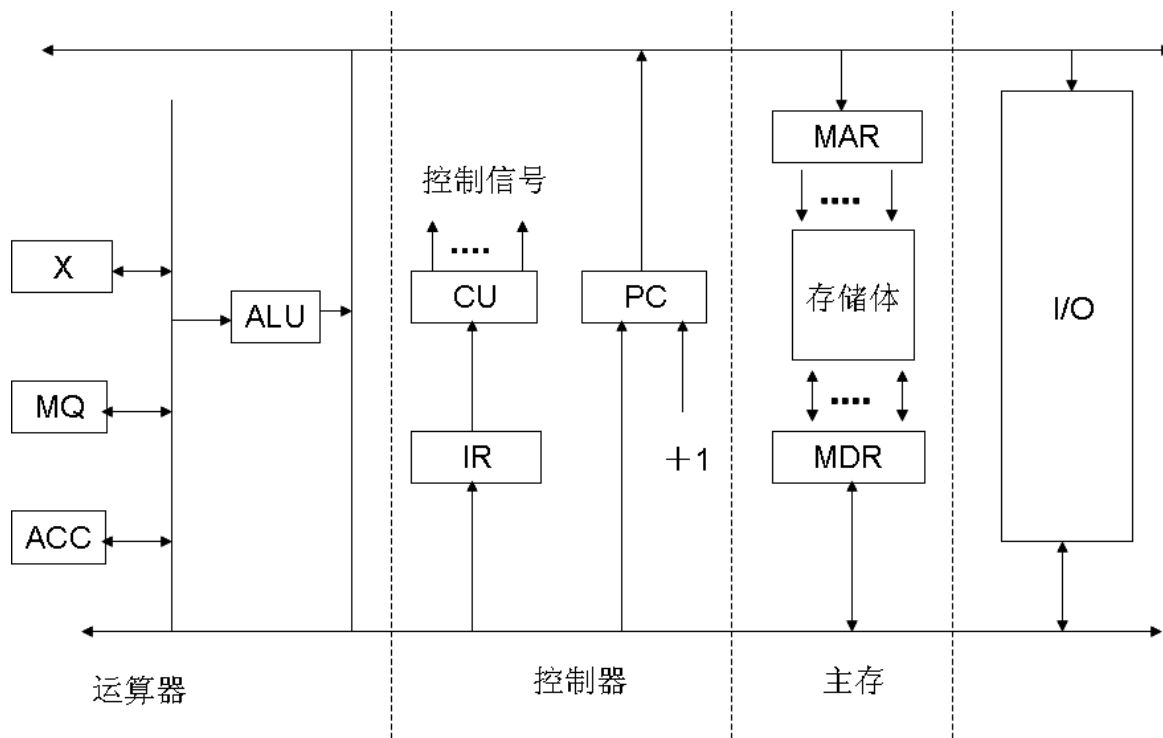 MAR
控制信号
....
....
X
CU
PC
存储体
I/O
ALU
MQ
....
IR
+1
MDR
ACC
运算器
控制器
主存